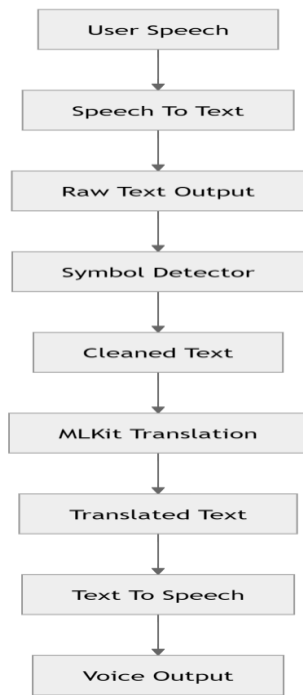 User Speech
Speech To Text
Raw Text Output
Symbol Detector
Cleaned Text
MLKit Translation
Translated Text
Text To Speech
Voice Output